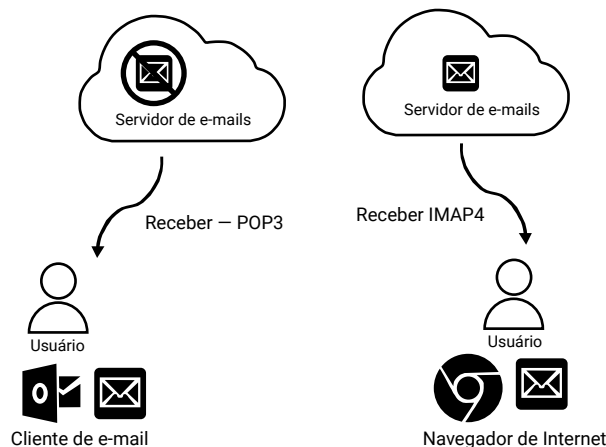 Servidor de e-mails
Receber — POP3
Usuário
Cliente de e-mail
Servidor de e-mails
Receber IMAP4
Usuário
Navegador de Internet